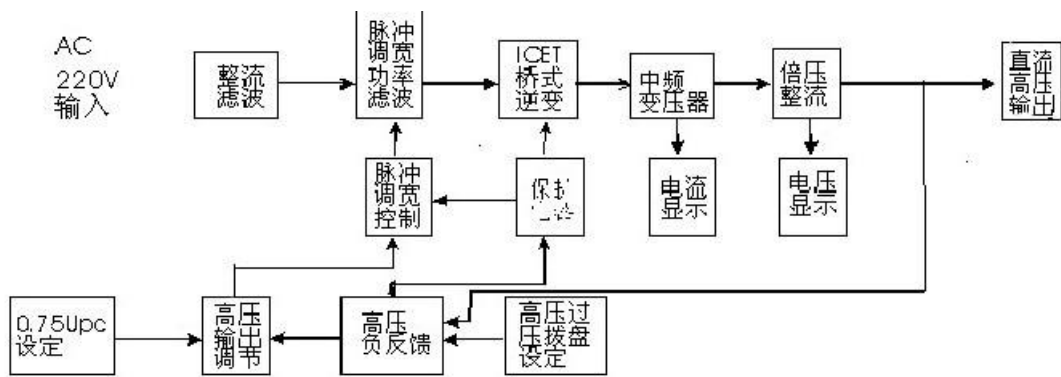 AC
220V
输入
整流
滤波
脉冲
调宽
功率
滤波
ICET
桥式
逆变
中频
变压器
倍压
整流
直流
高压
输出
脉冲
调宽
控制
保护
电流
显示
电压
显示
0.75Upc
设定
高压
输出
调节
高压
负反馈
高压过
压拨盘
设定